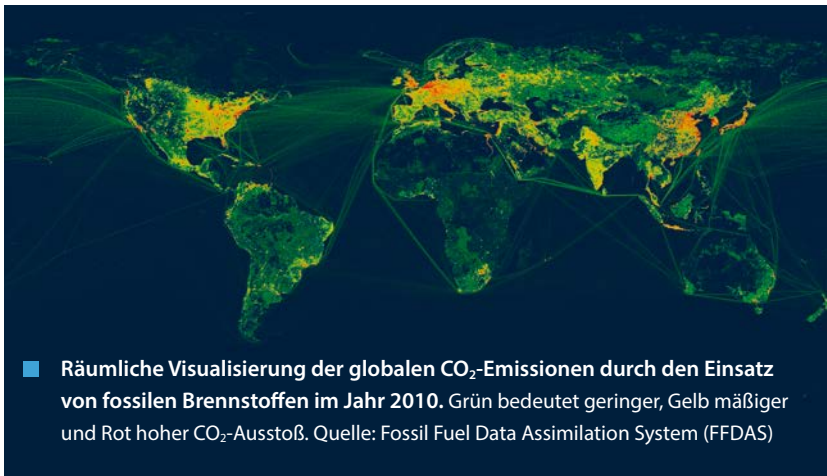 Räumliche Visualisierung der globalen CO₂-Emissionen durch den Einsatz
von fossilen Brennstoffen im Jahr 2010. Grün bedeutet geringer, Gelb mäßiger
und Rot hoher CO₂-Ausstoß. Quelle: Fossil Fuel Data Assimilation System (FFDAS)